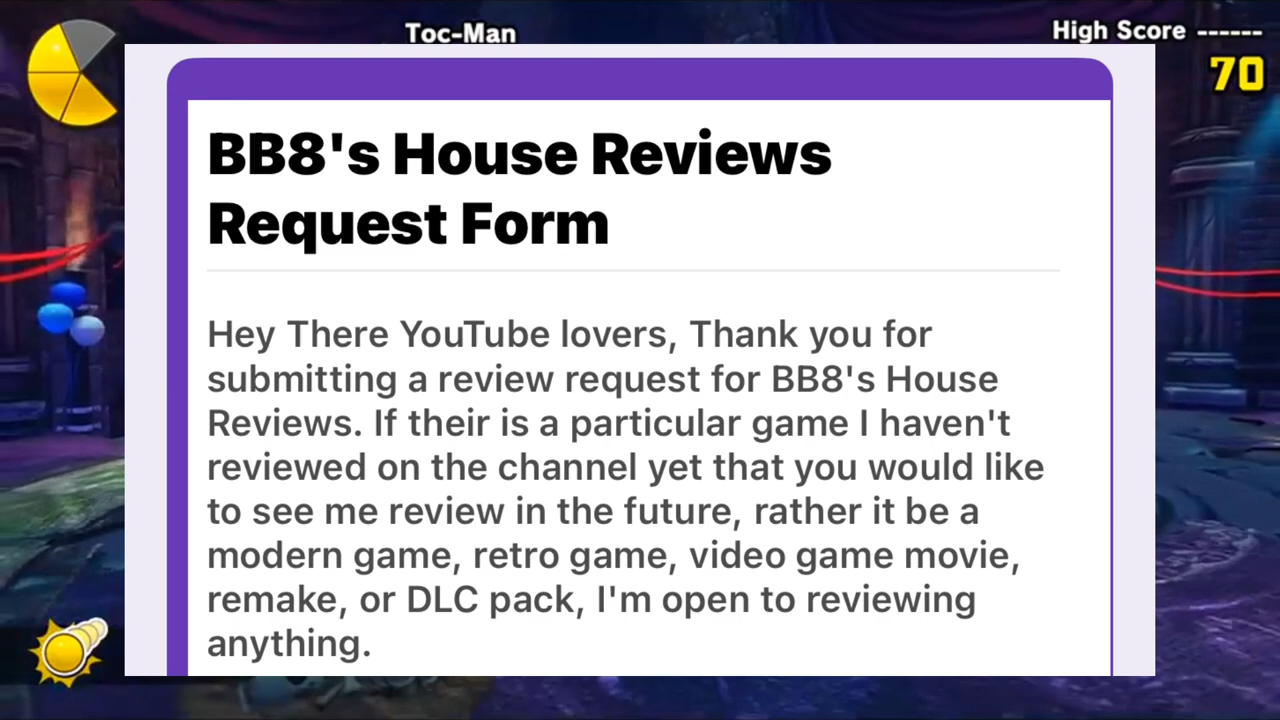 Toc-Man
High Score ------
70
BB8's House Reviews
Request Form
Hey There YouTube lovers, Thank you for
submitting a review request for BB8's House
Reviews. If their is a particular game I haven't
reviewed on the channel yet that you would like
to see me review in the future, rather it be a
modern game, retro game, video game movie,
remake, or DLC pack, I'm open to reviewing
anything.